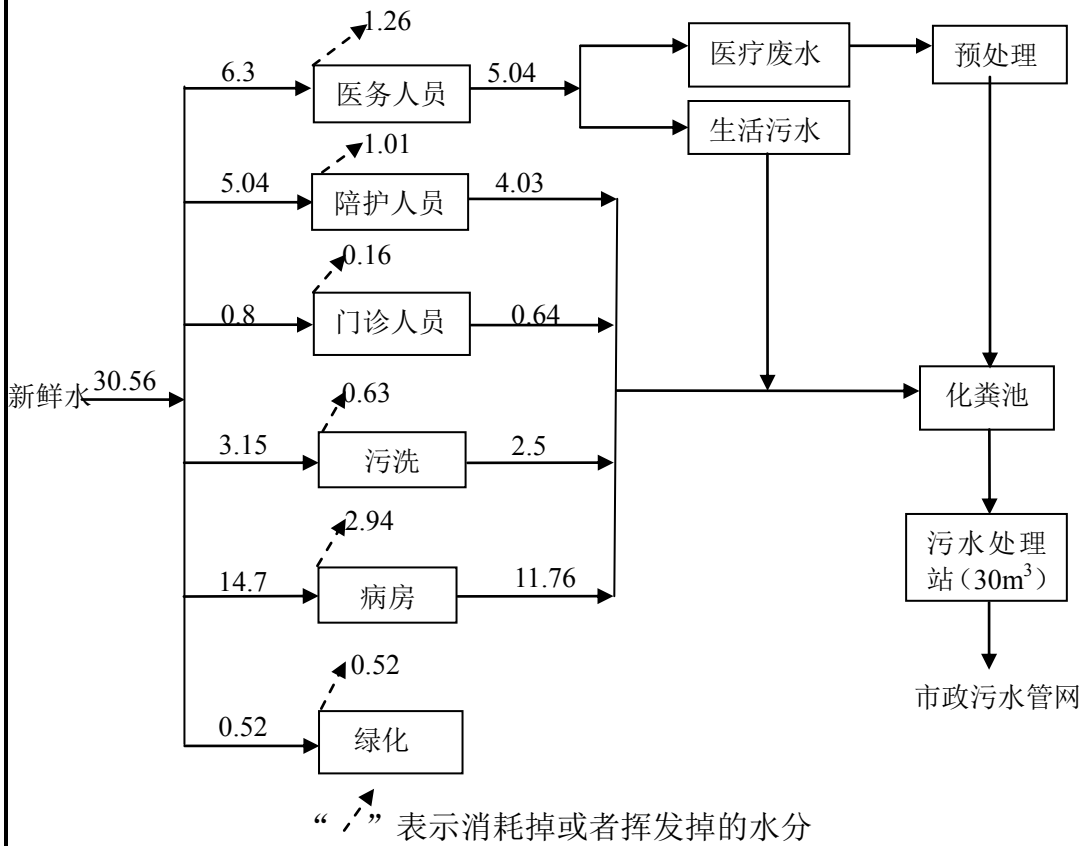 1.26
6.3
医务人员
5.04
医疗废水
预处理
生活污水
1.01
5.04
陪护人员
4.03
0.16
0.8
门诊人员
0.64
新鲜水
30.56
0.63
3.15
污洗
2.5
化粪池
2.94
14.7
病房
11.76
污水处理
站（30m³）
0.52
0.52
绿化
市政污水管网
“ ”表示消耗掉或者挥发掉的水分